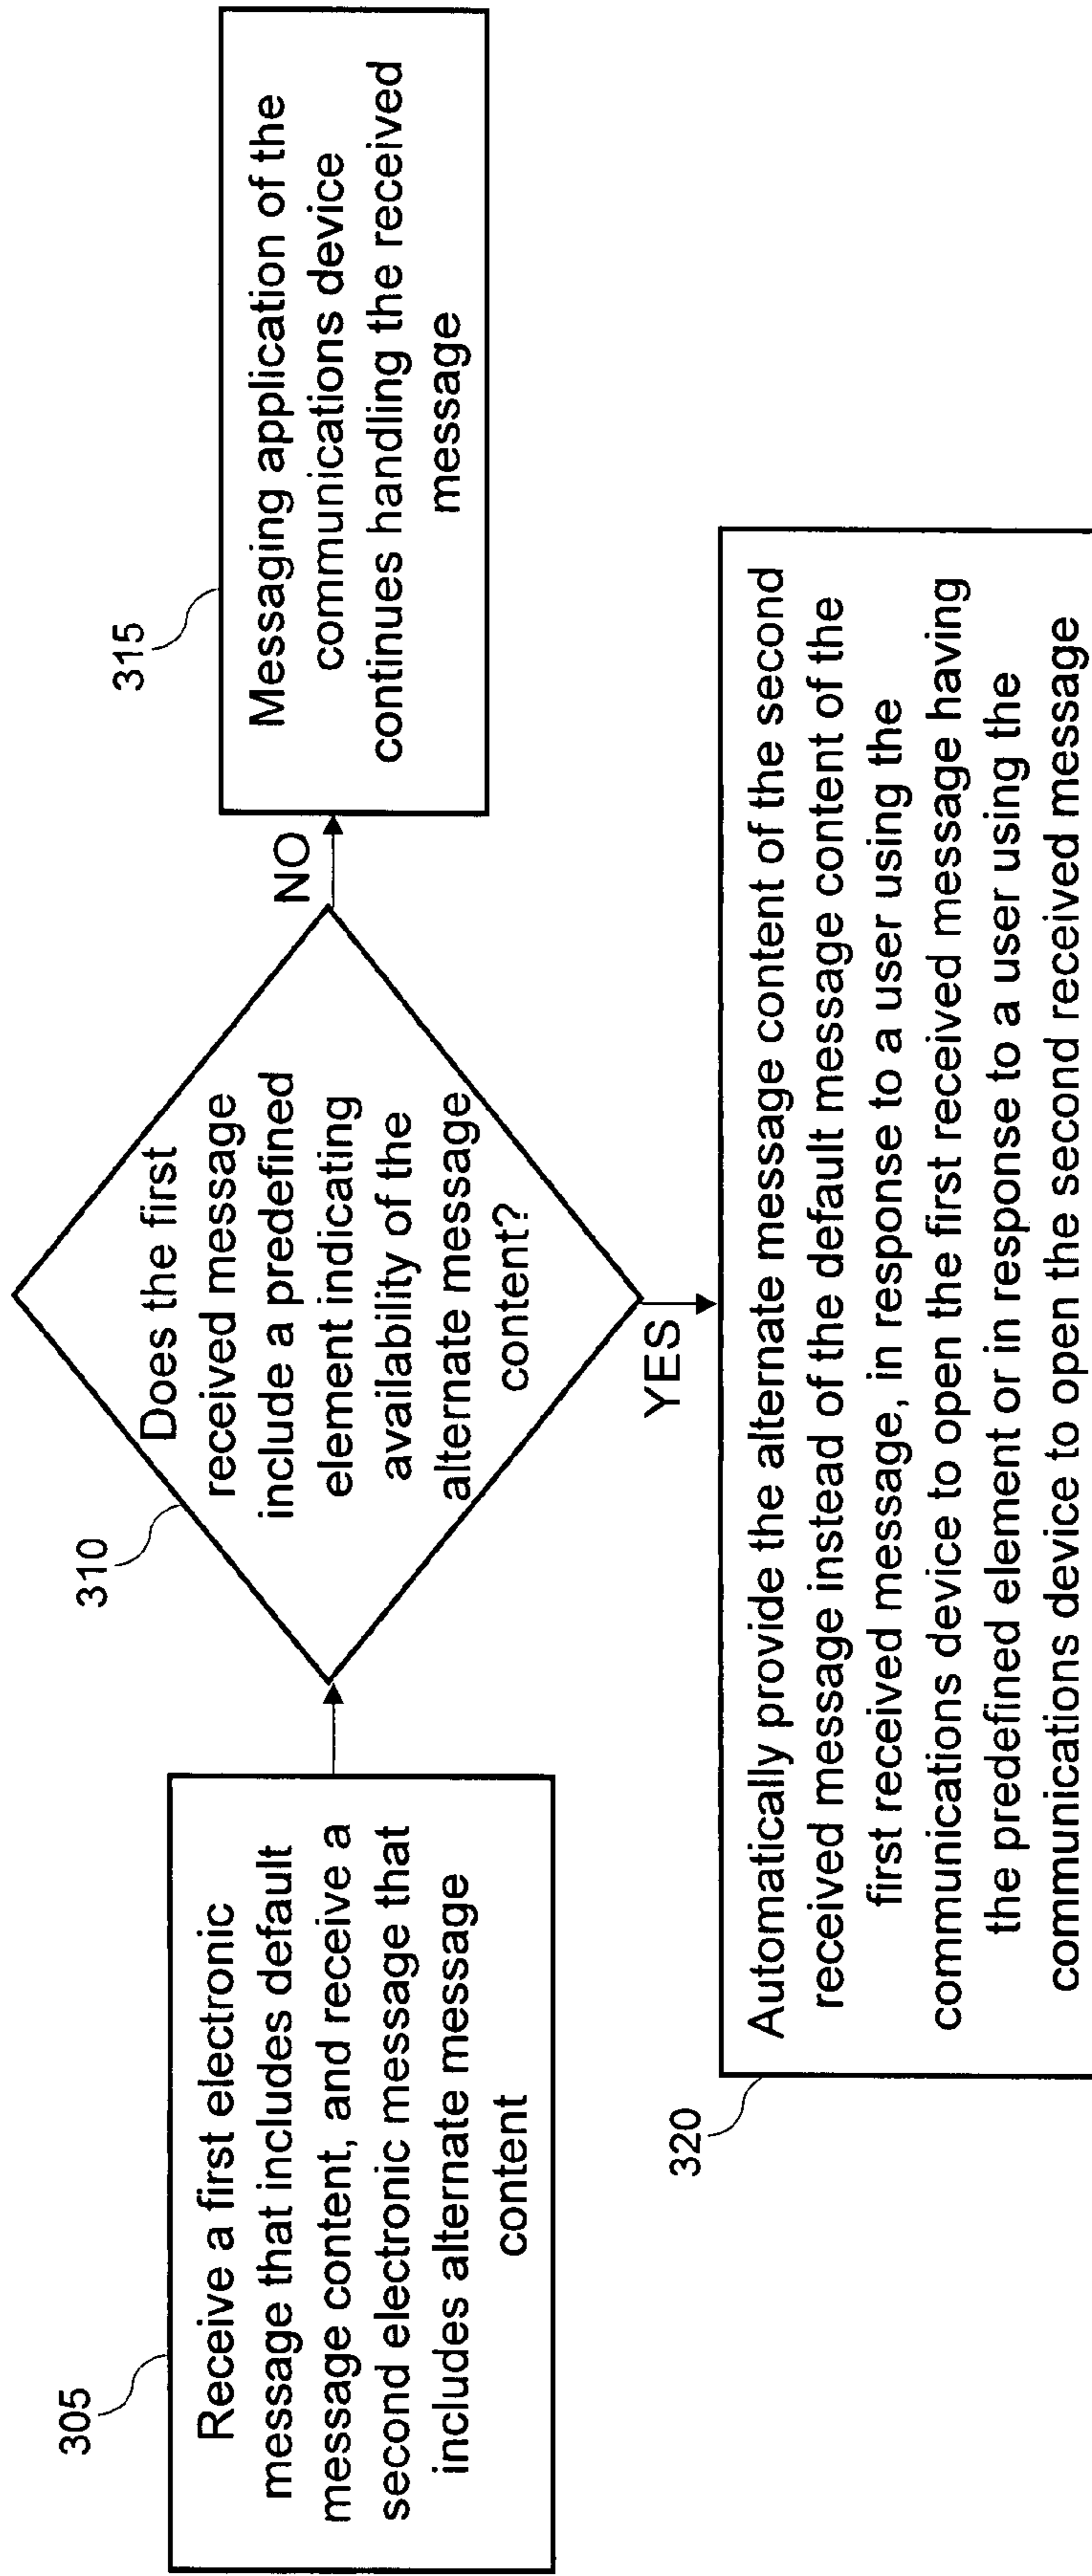 305
Receive a first electronic
message that includes default
message content, and receive a
second electronic message that
includes alternate message
content
310
Does the first
received message
include a predefined
element indicating
availability of the
alternate message
content?
NO
315
Messaging application of the
communications device
continues handling the received
message
YES
320
Automatically provide the alternate message content of the second
received message instead of the default message content of the
first received message, in response to a user using the
communications device to open the first received message having
the predefined element or in response to a user using the
communications device to open the second received message